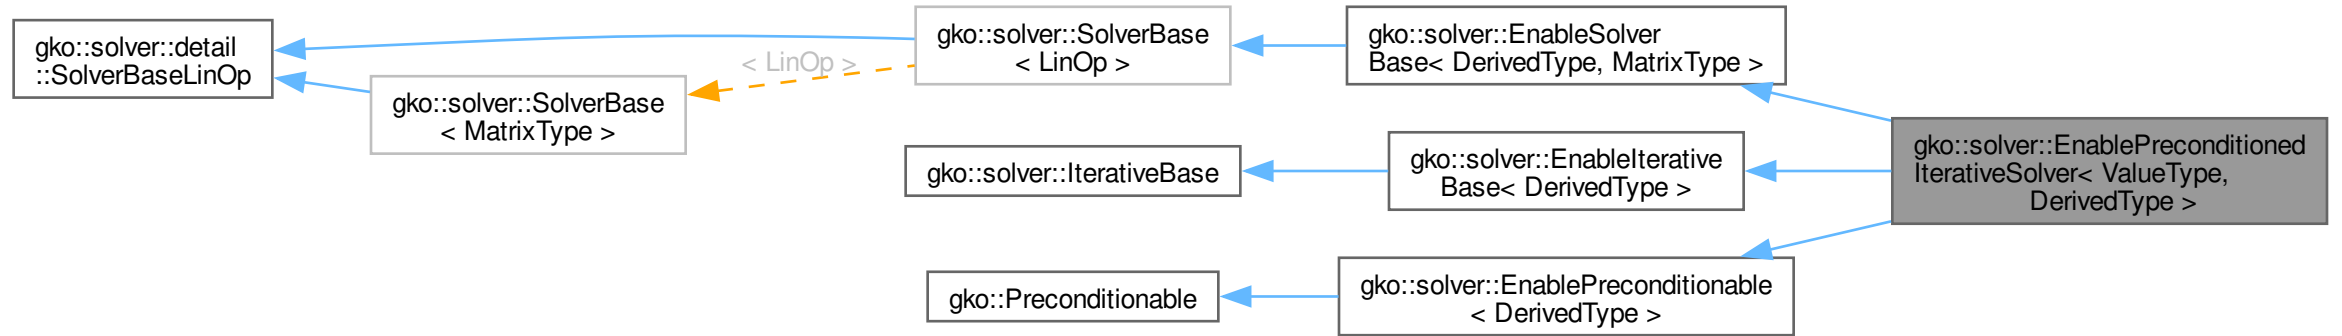 gko::solver::detail
::SolverBaseLinOp
gko::solver::SolverBase
< MatrixType >
< LinOp >
gko::solver::SolverBase
< LinOp >
gko::solver::EnableSolver
Base< DerivedType, MatrixType >
gko::solver::IterativeBase
gko::solver::EnableIterative
Base< DerivedType >
gko::Preconditionable
gko::solver::EnablePreconditionable
< DerivedType >
gko::solver::EnablePreconditioned
IterativeSolver< ValueType,
DerivedType >